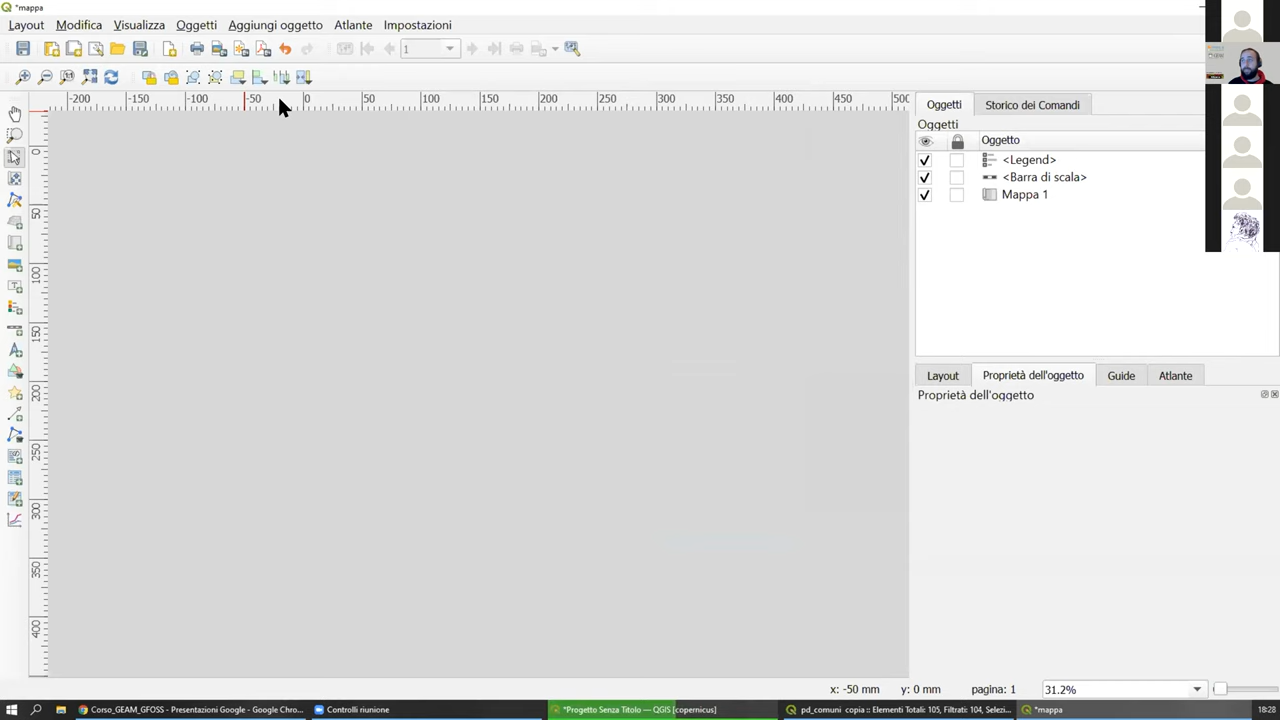 *mappa
Layout Modifica Visualizza Oggetti Aggiungi oggetto Atlante Impostazioni
1
-200 -150 -100 -50 0 50 100 150 200 250 300 350 400 450 500
0
50
100
150
200
250
300
350
400
Oggetti Storico dei Comandi
Oggetti
Oggetto
<Legend>
<Barra di scala>
Mappa 1
Layout Proprietà dell'oggetto Guide Atlante
Proprietà dell'oggetto
x: -50 mm y: 0 mm pagina: 1 31.2%
Corso_GEAM_GFOSS - Presentazioni Google - Google Chro... Controlli riunione *Progetto Senza Titolo — QGIS [copernicus] pd_comuni copia :: Elementi Totali: 105, Filtrati: 104, Selezi... *mappa 18:28